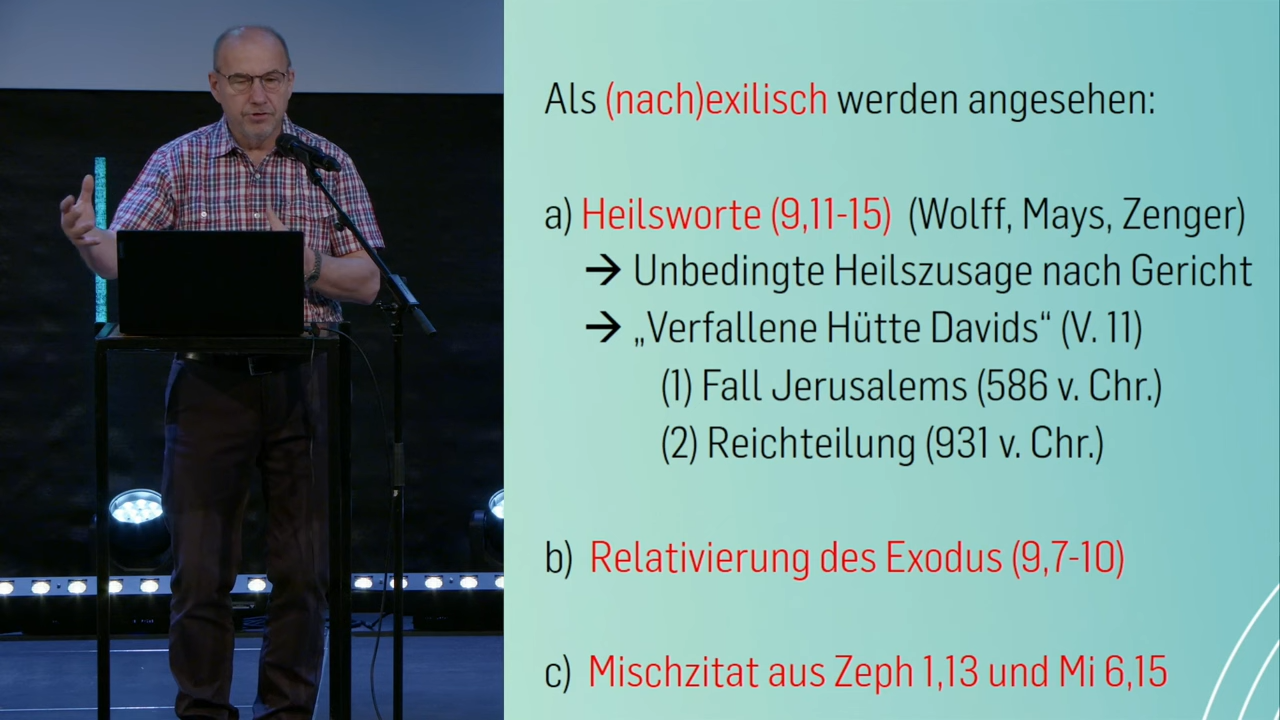 Als (nach)exilisch werden angesehen:
a) Heilsworte (9,11-15) (Wolff, Mays, Zenger)
→ Unbedingte Heilszusage nach Gericht
→ „Verfallene Hütte Davids“ (V. 11)
(1) Fall Jerusalems (586 v. Chr.)
(2) Reichteilung (931 v. Chr.)
b) Relativierung des Exodus (9,7-10)
c) Mischzitat aus Zeph 1,13 und Mi 6,15